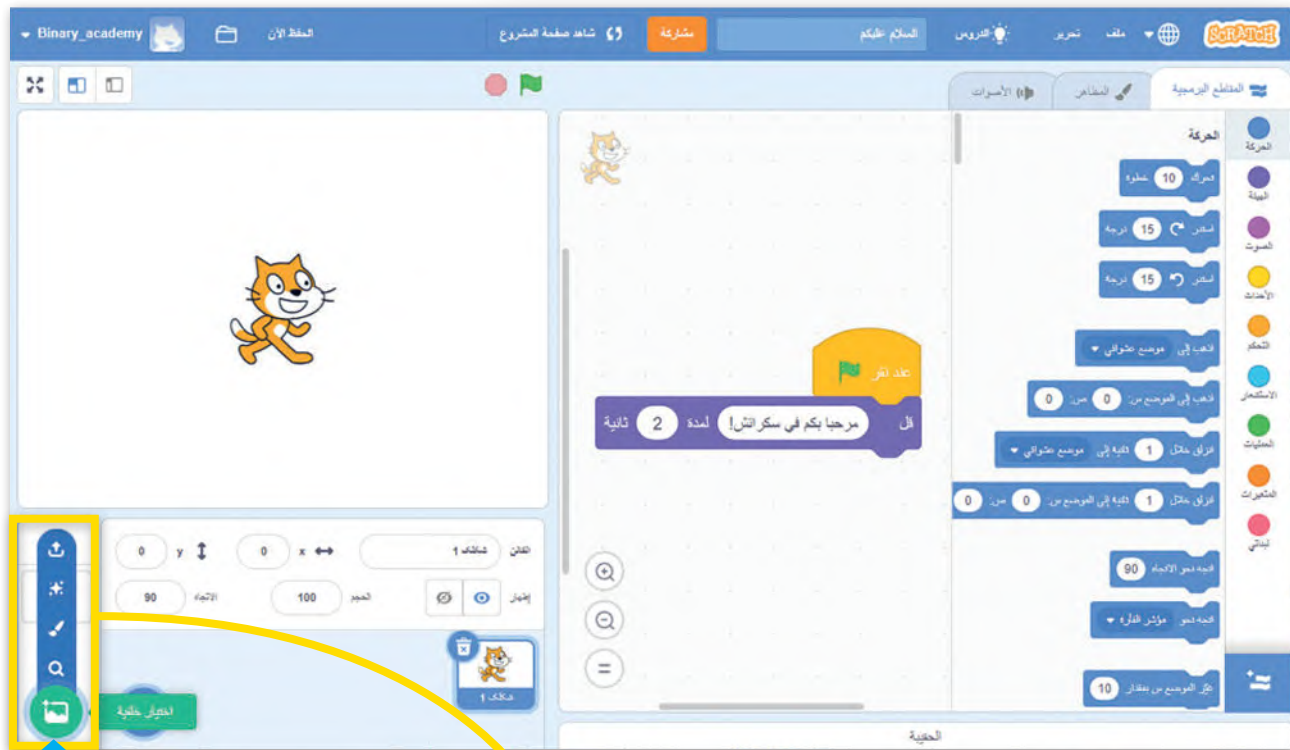 SCRATCH ملف تحرير الدروس السلام عليكم مشاركة شاهد صفحة المشروع الحفظ الآن Binary_academy
المقاطع البرمجية المظاهر الأصوات
الحركة
الهيئة
الصوت
الأحداث
التحكم
الاستشعار
العمليات
المتغيرات
لبناتي
الحركة
تحرك 10 خطوة
استدر 15 درجة
استدر 15 درجة
اذهب إلى موضع عشوائي
اذهب إلى الموضع س: 0 ص: 0
انزلق خلال 1 ثانية إلى موضع عشوائي
انزلق خلال 1 ثانية إلى الموضع س: 0 ص: 0
اتجه نحو الاتجاه 90
اتجه نحو مؤشر الفأرة
غيّر الموضع س بمقدار 10
عند نقر
قل مرحبا بكم في سكراتش! لمدة 2 ثانية
الحقيبة
الكائن 1 x 0 y 0
إظهار الحجم 100 الاتجاه 90
1
اختيار خلفية